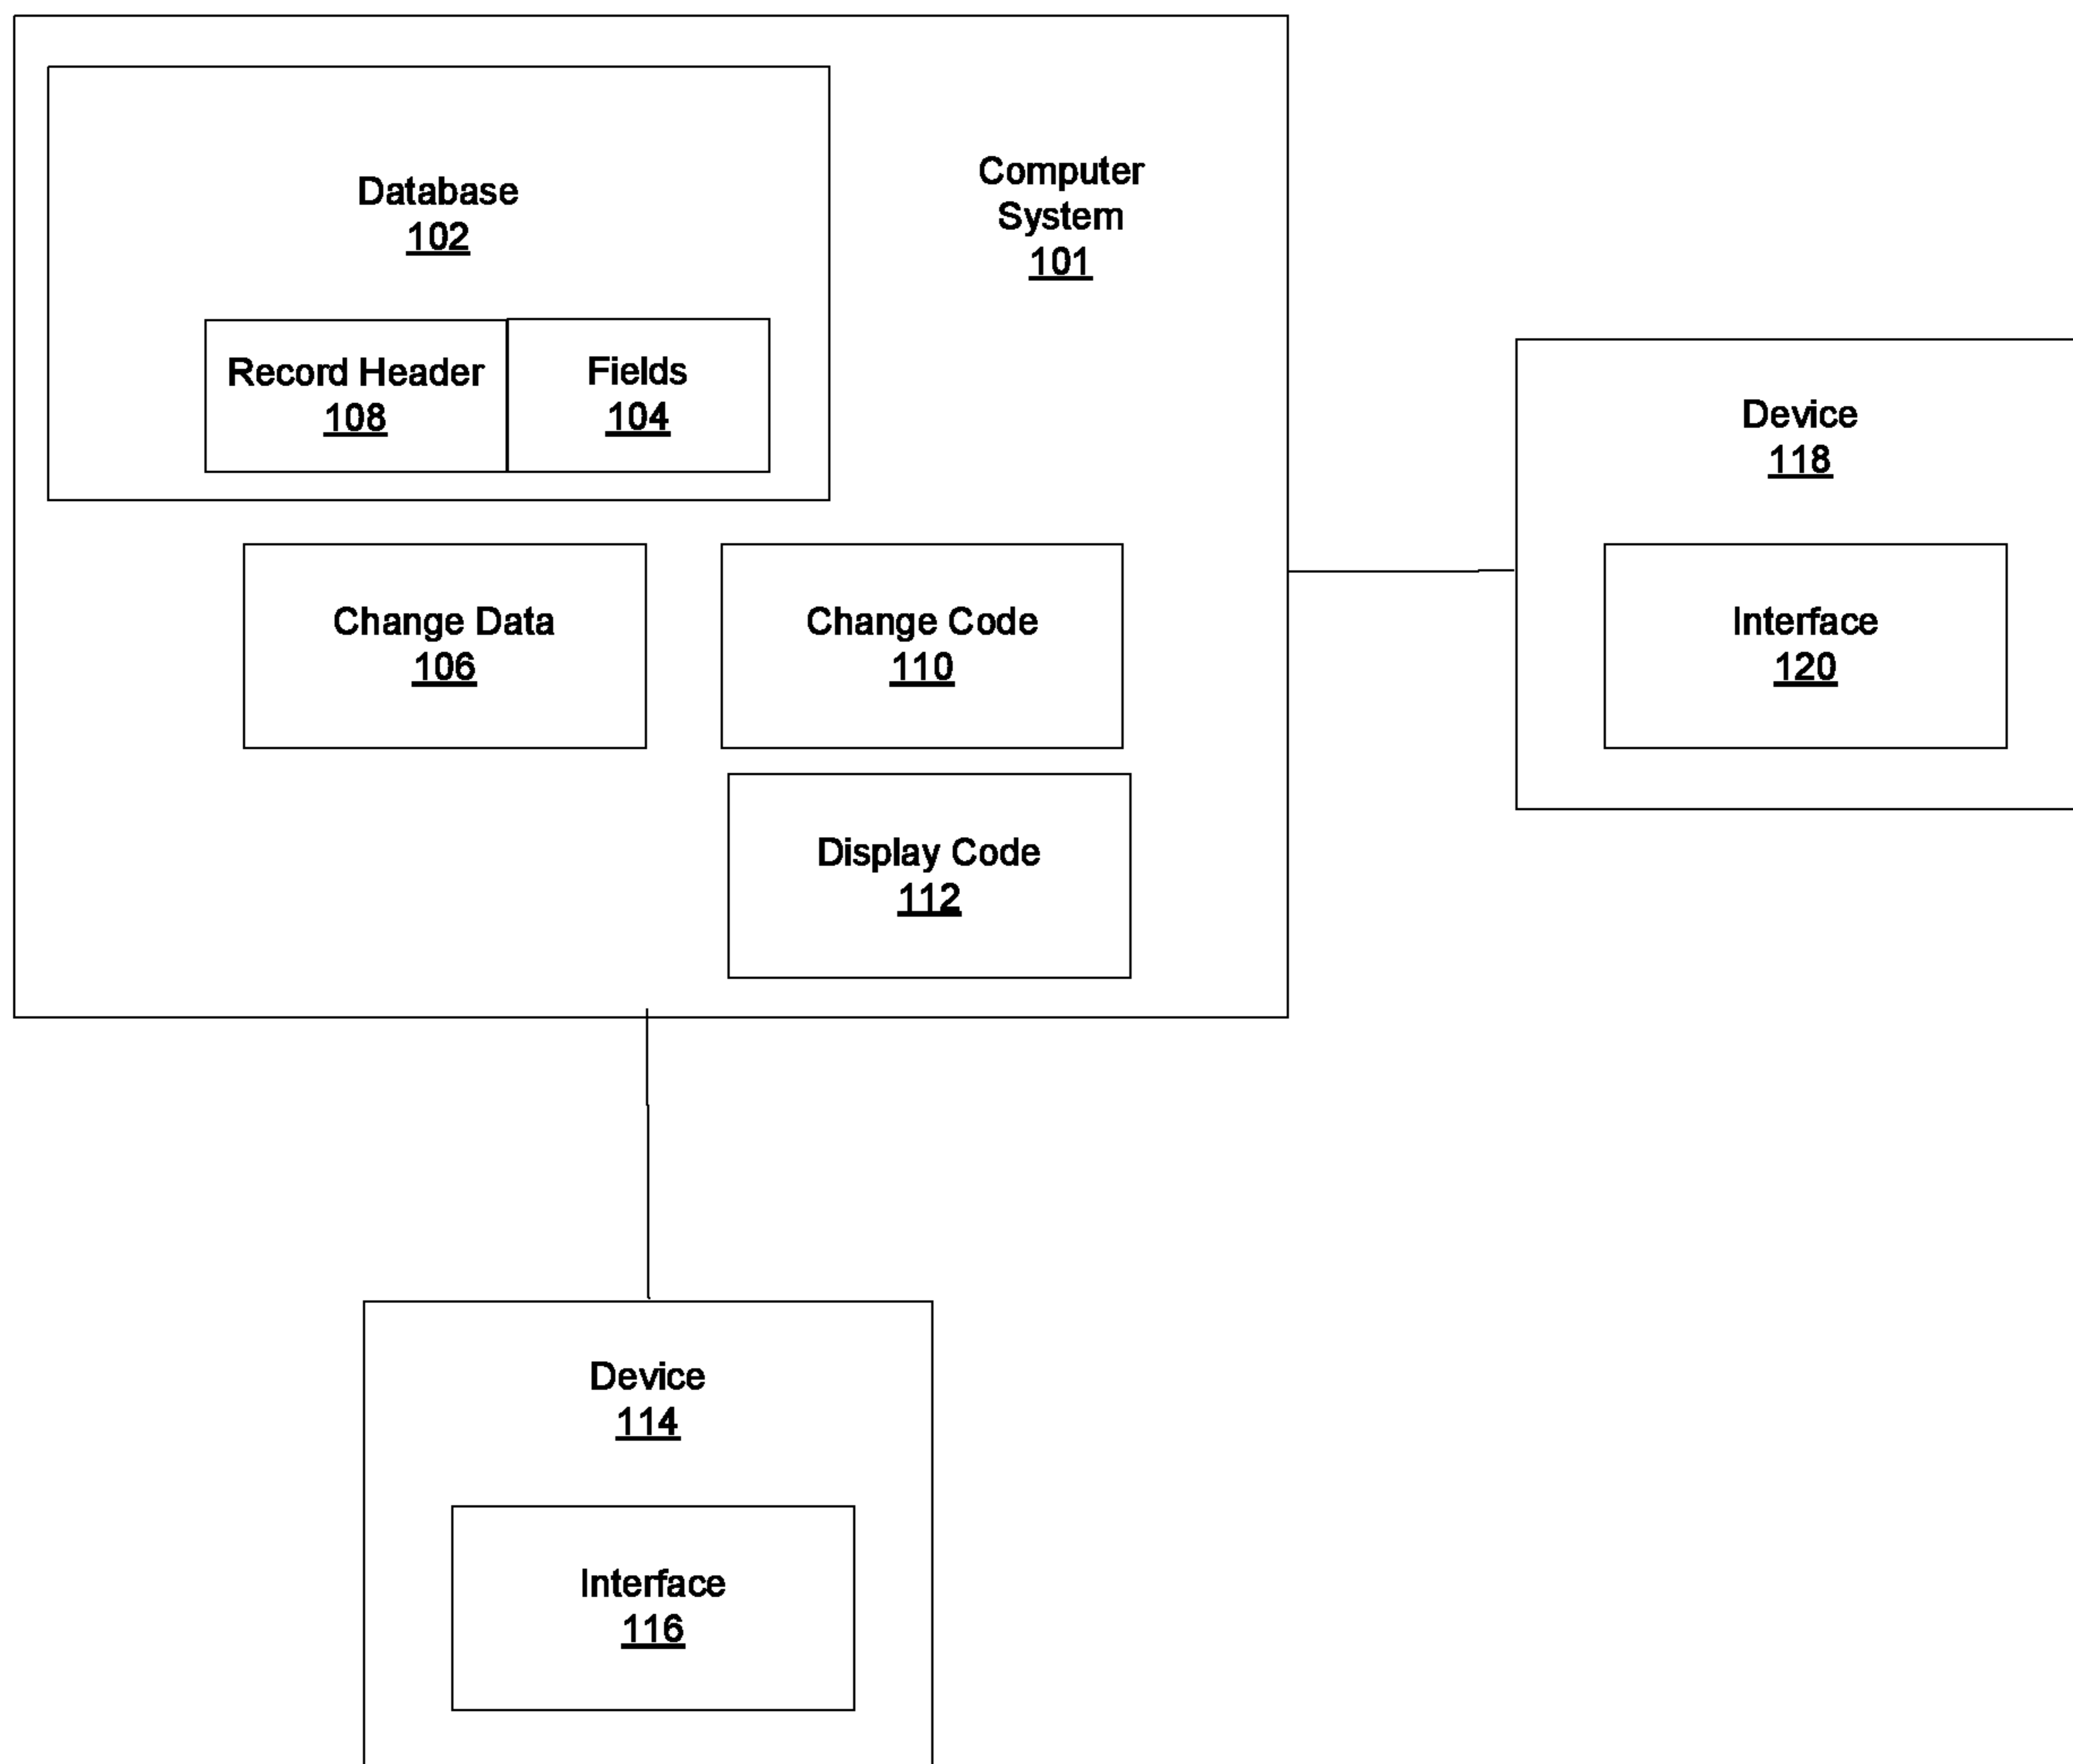 Database
102
Computer
System
101
Record Header
108
Fields
104
Device
118
Change Data
106
Change Code
110
Interface
120
Display Code
112
Device
114
Interface
116